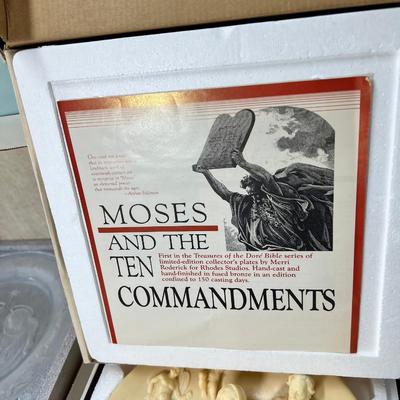 MOSES
AND THE
TEN
COMMANDMENTS
First in the Treasures of the Doré Bible series of
limited-edition collector's plates by Merri
Roderick for Rhodes Studios. Hand-cast and
hand-finished in fused bronze in an edition
confined to 150 casting days.